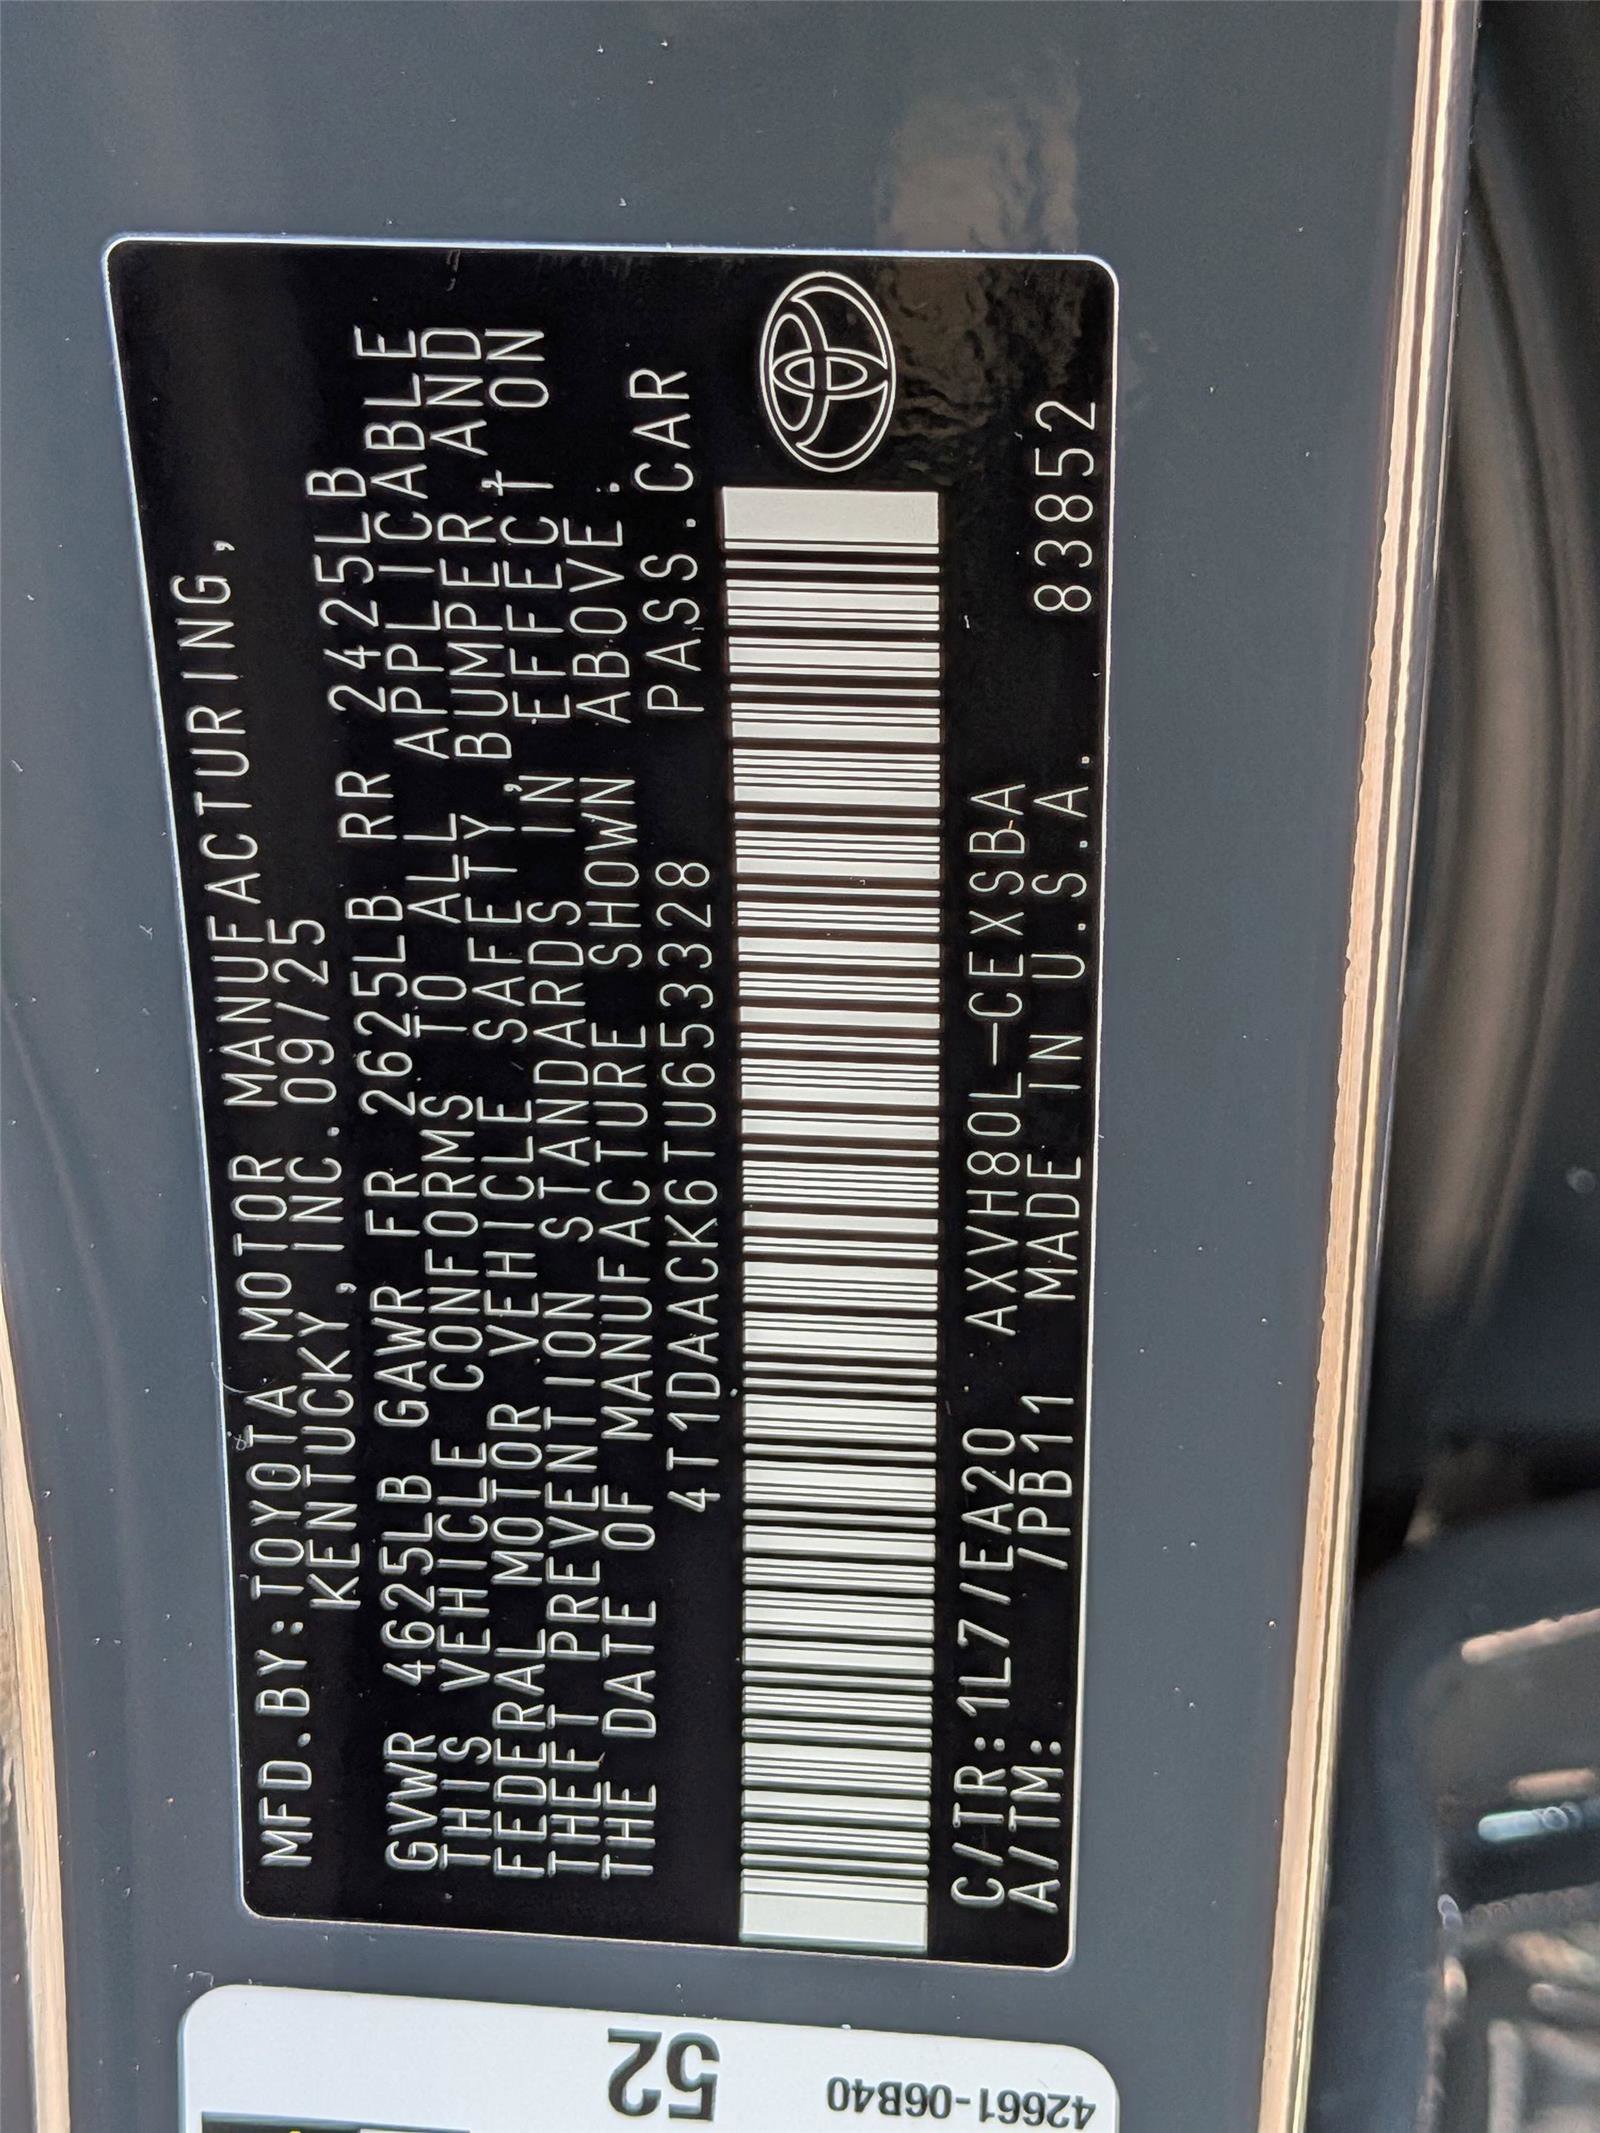 MFD.BY:TOYOTA MOTOR MANUFACTURING,
KENTUCKY,INC.09/25
GVWR 4625LB GAWR FR 2625LB RR 2425LB
THIS VEHICLE CONFORMS TO ALL APPLICABLE
FEDERAL MOTOR VEHICLE SAFETY,BUMPER,AND
THEFT PREVENTION STANDARDS IN EFFECT ON
THE DATE OF MANUFACTURE SHOWN ABOVE.
4T1DAACK6TU653328 PASS.CAR
C/TR:1L7/EA20 AXVH80L-CEXSBA
A/TM: /PB11 MADE IN U.S.A. 83852
52
42661-06B40